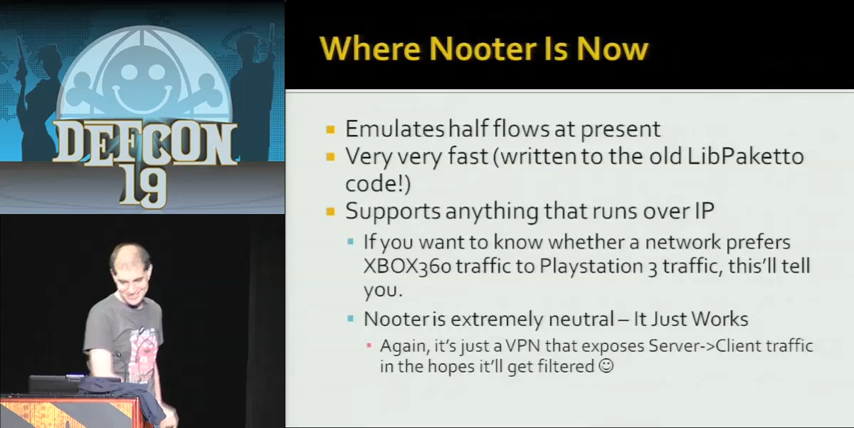 DEFCON
19
Where Nooter Is Now
Emulates half flows at present
Very very fast (written to the old LibPaketto
code!)
Supports anything that runs over IP
If you want to know whether a network prefers
XBOX360 traffic to Playstation 3 traffic, this'll tell
you.
Nooter is extremely neutral – It Just Works
Again, it's just a VPN that exposes Server->Client traffic
in the hopes it'll get filtered ☺